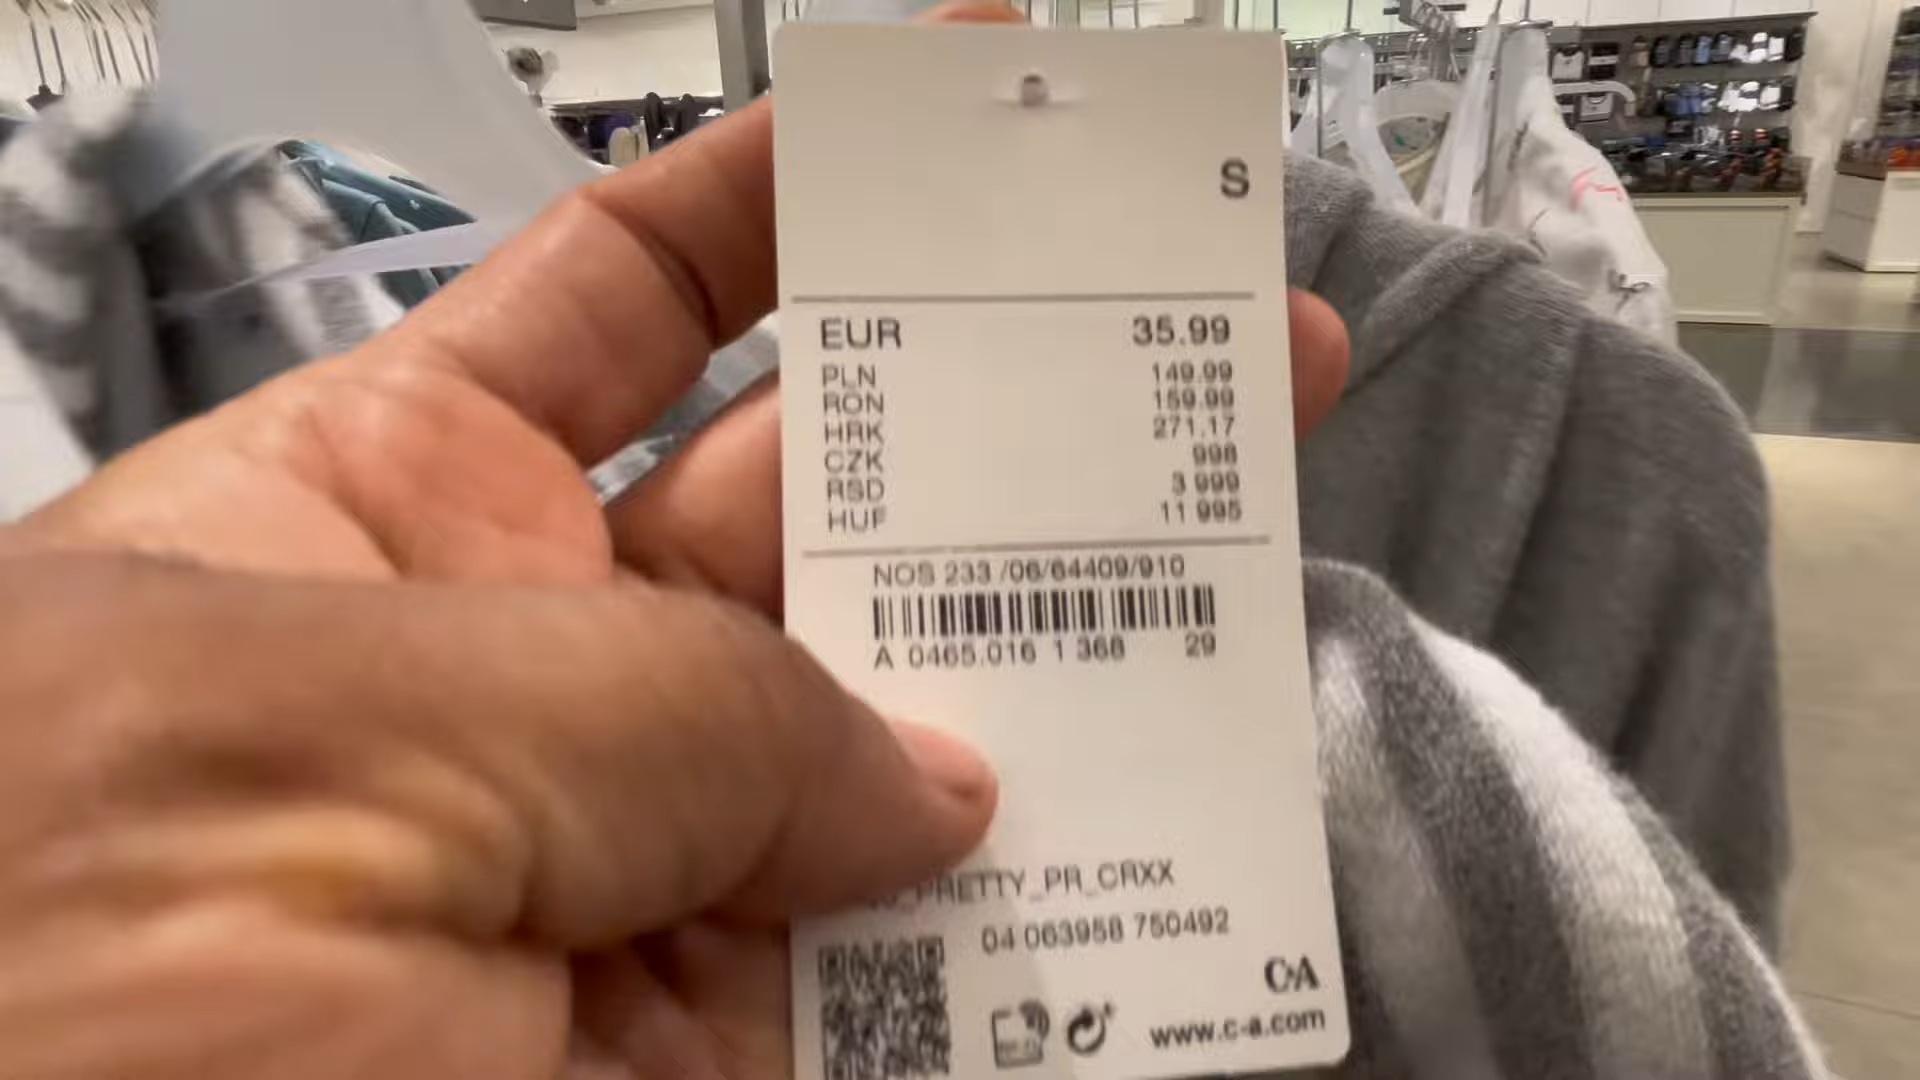 S
EUR 35.99
PLN 149.99
RON 159.99
HRK 271.17
CZK 998
RSD 3 999
HUF 11 995
NOS 233 /06/64409/910
A 0465.016 1 368 29
PRETTY_PR_CRXX
04 063958 750492
C&A
www.c-a.com